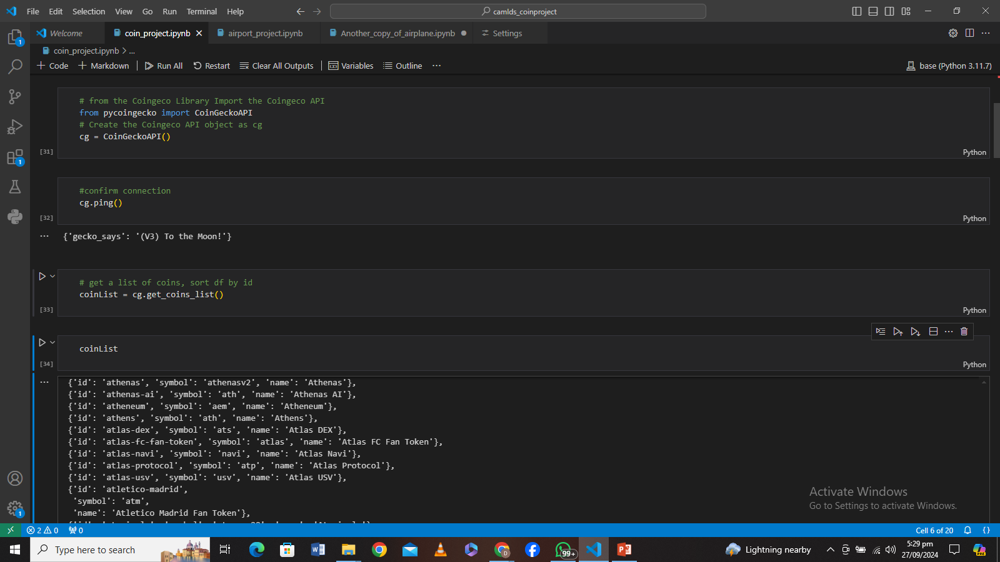 File Edit Selection View Go Run Terminal Help
camlds_coinproject
Welcome
coin_project.ipynb
airport_project.ipynb
Another_copy_of_airplane.ipynb
Settings
coin_project.ipynb > ...
Code
Markdown
Run All
Restart
Clear All Outputs
Variables
Outline
base (Python 3.11.7)
# from the Coingeco Library Import the Coingeco API
from pycoingecko import CoinGeckoAPI
# Create the Coingeco API object as cg
cg = CoinGeckoAPI()
[31]
Python
#confirm connection
cg.ping()
[32]
Python
{'gecko_says': '(V3) To the Moon!'}
# get a list of coins, sort df by id
coinList = cg.get_coins_list()
[33]
Python
coinList
[34]
Python
{'id': 'athenas', 'symbol': 'athenasv2', 'name': 'Athenas'},
{'id': 'athenas-ai', 'symbol': 'ath', 'name': 'Athenas AI'},
{'id': 'atheneum', 'symbol': 'aem', 'name': 'Atheneum'},
{'id': 'athens', 'symbol': 'ath', 'name': 'Athens'},
{'id': 'atlas-dex', 'symbol': 'ats', 'name': 'Atlas DEX'},
{'id': 'atlas-fc-fan-token', 'symbol': 'atlas', 'name': 'Atlas FC Fan Token'},
{'id': 'atlas-navi', 'symbol': 'navi', 'name': 'Atlas Navi'},
{'id': 'atlas-protocol', 'symbol': 'atp', 'name': 'Atlas Protocol'},
{'id': 'atlas-usv', 'symbol': 'usv', 'name': 'Atlas USV'},
{'id': 'atletico-madrid',
'symbol': 'atm',
'name': 'Atletico Madrid Fan Token'},
Activate Windows
Go to Settings to activate Windows.
2 0 0
Cell 6 of 20
Type here to search
99+
Lightning nearby
5:29 pm
27/09/2024